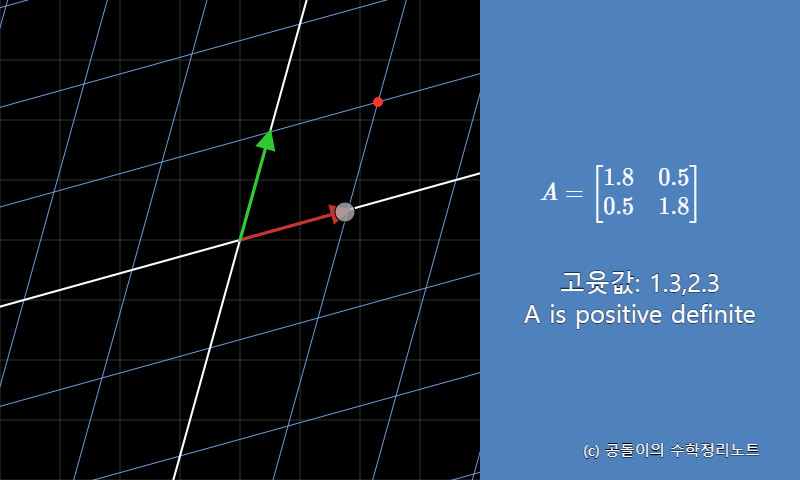 A = [1.8 0.5
0.5 1.8]
고윳값: 1.3,2.3
A is positive definite
(c) 공돌이의 수학정리노트